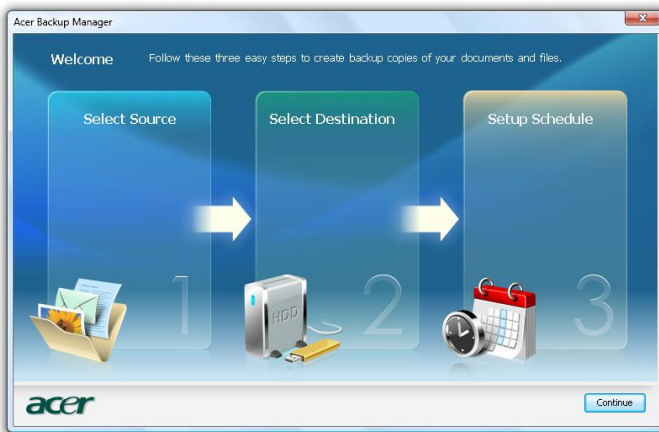 Acer Backup Manager
Welcome Follow these three easy steps to create backup copies of your documents and files.
Select Source
Select Destination
Setup Schedule
HDD
1
2
3
acer
Continue